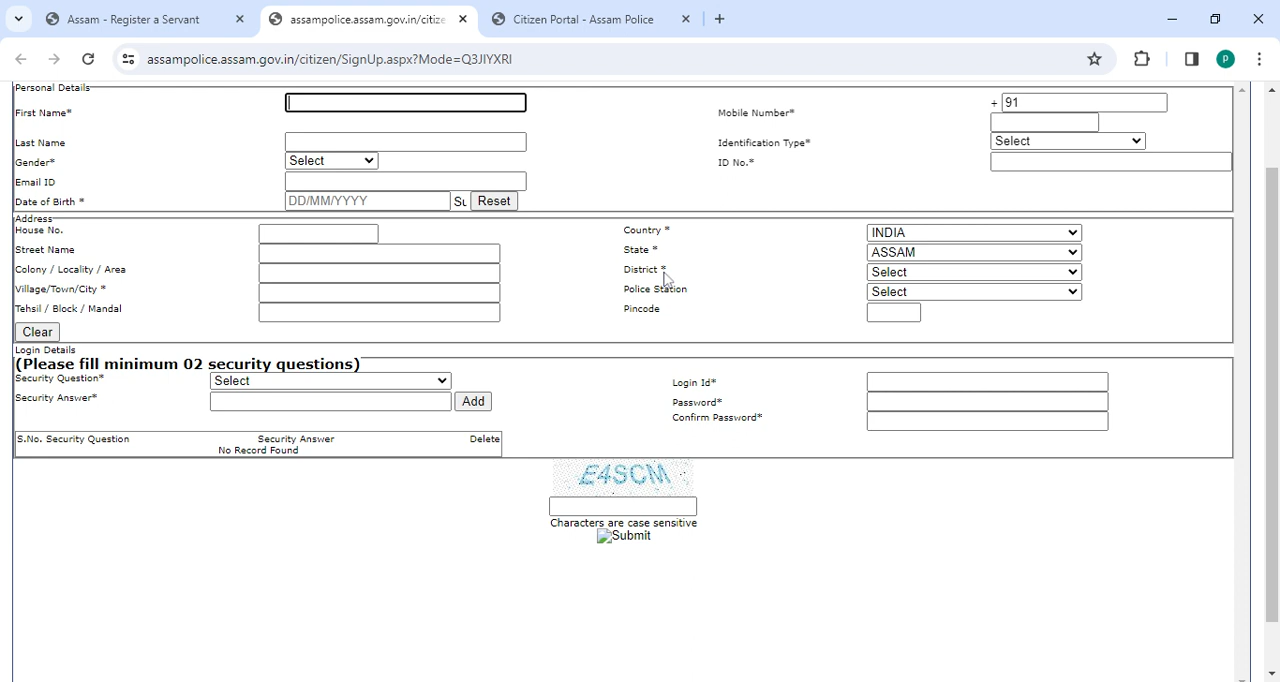 Assam - Register a Servant
assampolice.assam.gov.in/citize
Citizen Portal - Assam Police
assampolice.assam.gov.in/citizen/SignUp.aspx?Mode=Q3JIYXRl
P
Personal Details
First Name*
Mobile Number*
+ 91
Last Name
Identification Type*
Select
Gender*
Select
ID No.*
Email ID
Date of Birth *
DD/MM/YYYY
Su
Reset
Address
House No.
Country *
INDIA
Street Name
State *
ASSAM
Colony / Locality / Area
District *
Select
Village/Town/City *
Police Station
Select
Tehsil / Block / Mandal
Pincode
Clear
Login Details
(Please fill minimum 02 security questions)
Security Question*
Select
Login Id*
Security Answer*
Add
Password*
Confirm Password*
S.No. Security Question Security Answer Delete
No Record Found
E4SCM
Characters are case sensitive
Submit